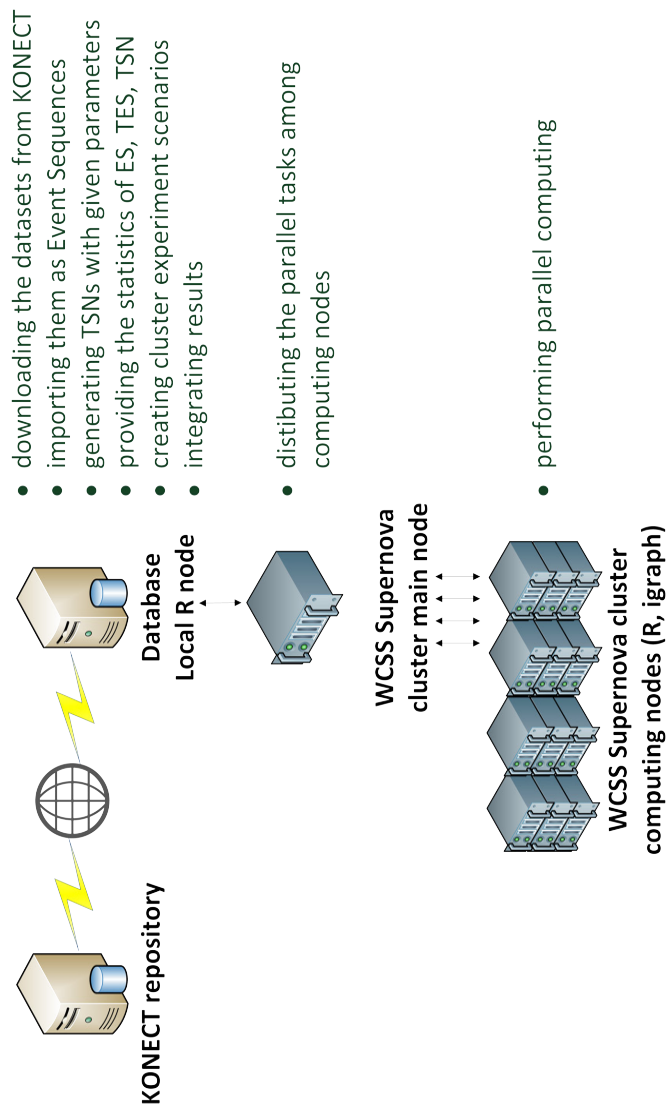 KONECT repository
Database
Local R node
• downloading the datasets from KONECT
• importing them as Event Sequences
• generating TSNs with given parameters
• providing the statistics of ES, TES, TSN
• creating cluster experiment scenarios
• integrating results
WCSS Supernova
cluster main node
• distibuting the parallel tasks among
computing nodes
WCSS Supernova cluster
computing nodes (R, igraph)
• performing parallel computing